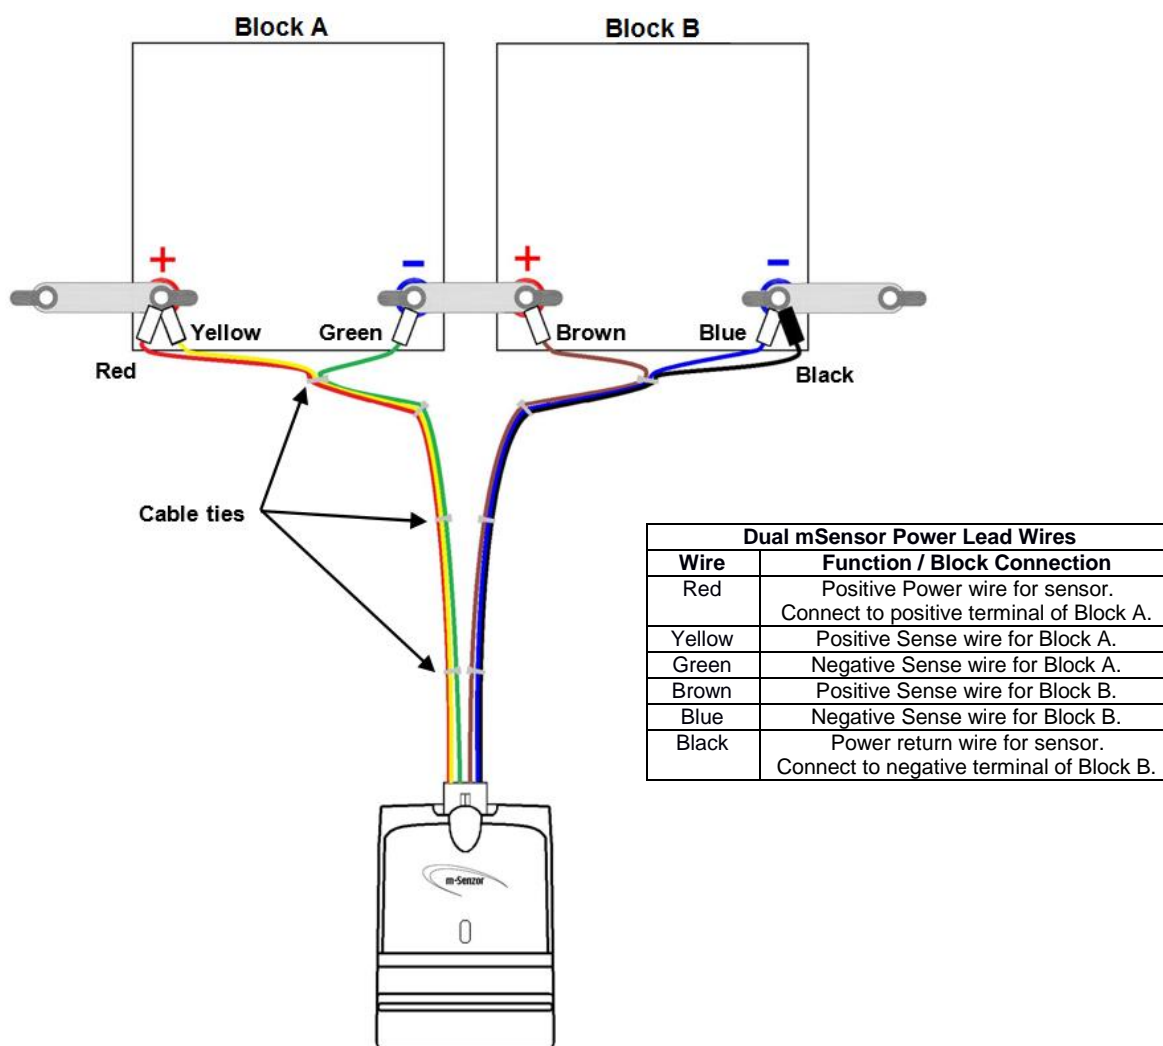 Block A
Block B
+
-
+
-
Yellow
Green
Brown
Blue
Red
Black
Cable ties
Dual mSensor Power Lead Wires
Wire Function / Block Connection
Red Positive Power wire for sensor.
Connect to positive terminal of Block A.
Yellow Positive Sense wire for Block A.
Green Negative Sense wire for Block A.
Brown Positive Sense wire for Block B.
Blue Negative Sense wire for Block B.
Black Power return wire for sensor.
Connect to negative terminal of Block B.
m-Senzor